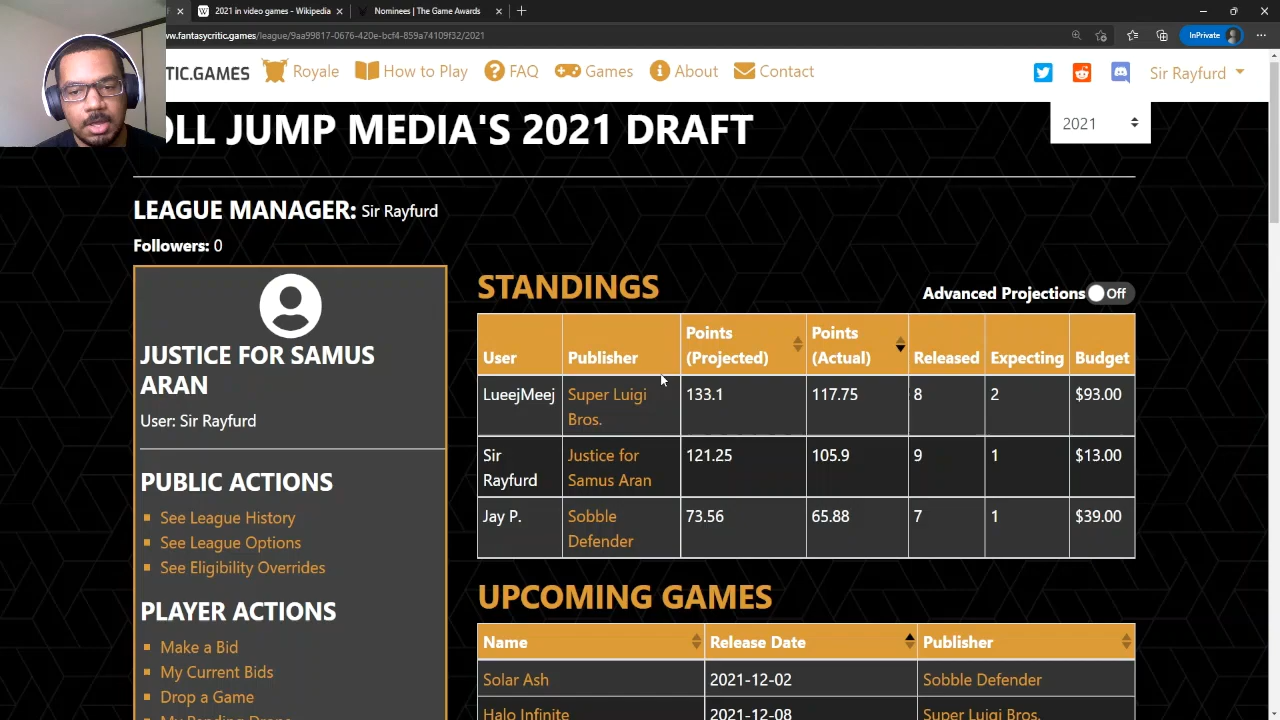 2021 in video games - Wikipedia
Nominees | The Game Awards
w.fantasycritic.games/league/9aa99817-0676-420e-bcf4-859a74109f32/2021
InPrivate
TIC.GAMES
Royale
How to Play
FAQ
Games
About
Contact
Sir Rayfurd
OLL JUMP MEDIA'S 2021 DRAFT
2021
LEAGUE MANAGER: Sir Rayfurd
Followers: 0
JUSTICE FOR SAMUS
ARAN
User: Sir Rayfurd
PUBLIC ACTIONS
See League History
See League Options
See Eligibility Overrides
PLAYER ACTIONS
Make a Bid
My Current Bids
Drop a Game
My Pending Drops
STANDINGS
Advanced Projections Off
User Publisher Points (Projected) Points (Actual) Released Expecting Budget
LueejMeej Super Luigi Bros. 133.1 117.75 8 2 $93.00
Sir Rayfurd Justice for Samus Aran 121.25 105.9 9 1 $13.00
Jay P. Sobble Defender 73.56 65.88 7 1 $39.00
UPCOMING GAMES
Name Release Date Publisher
Solar Ash 2021-12-02 Sobble Defender
Halo Infinite 2021-12-08 Super Luigi Bros.